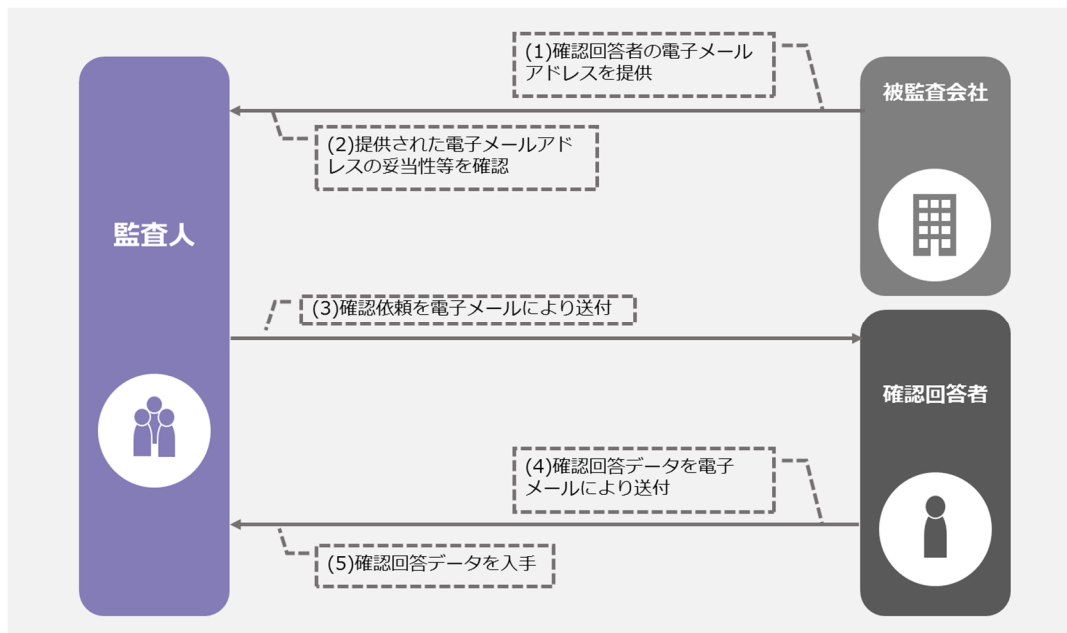 (1)確認回答者の電子メール
アドレスを提供
被監査会社
(2)提供された電子メールアド
レスの妥当性等を確認
監査人
(3)確認依頼を電子メールにより送付
確認回答者
(4)確認回答データを電子
メールにより送付
(5)確認回答データを入手